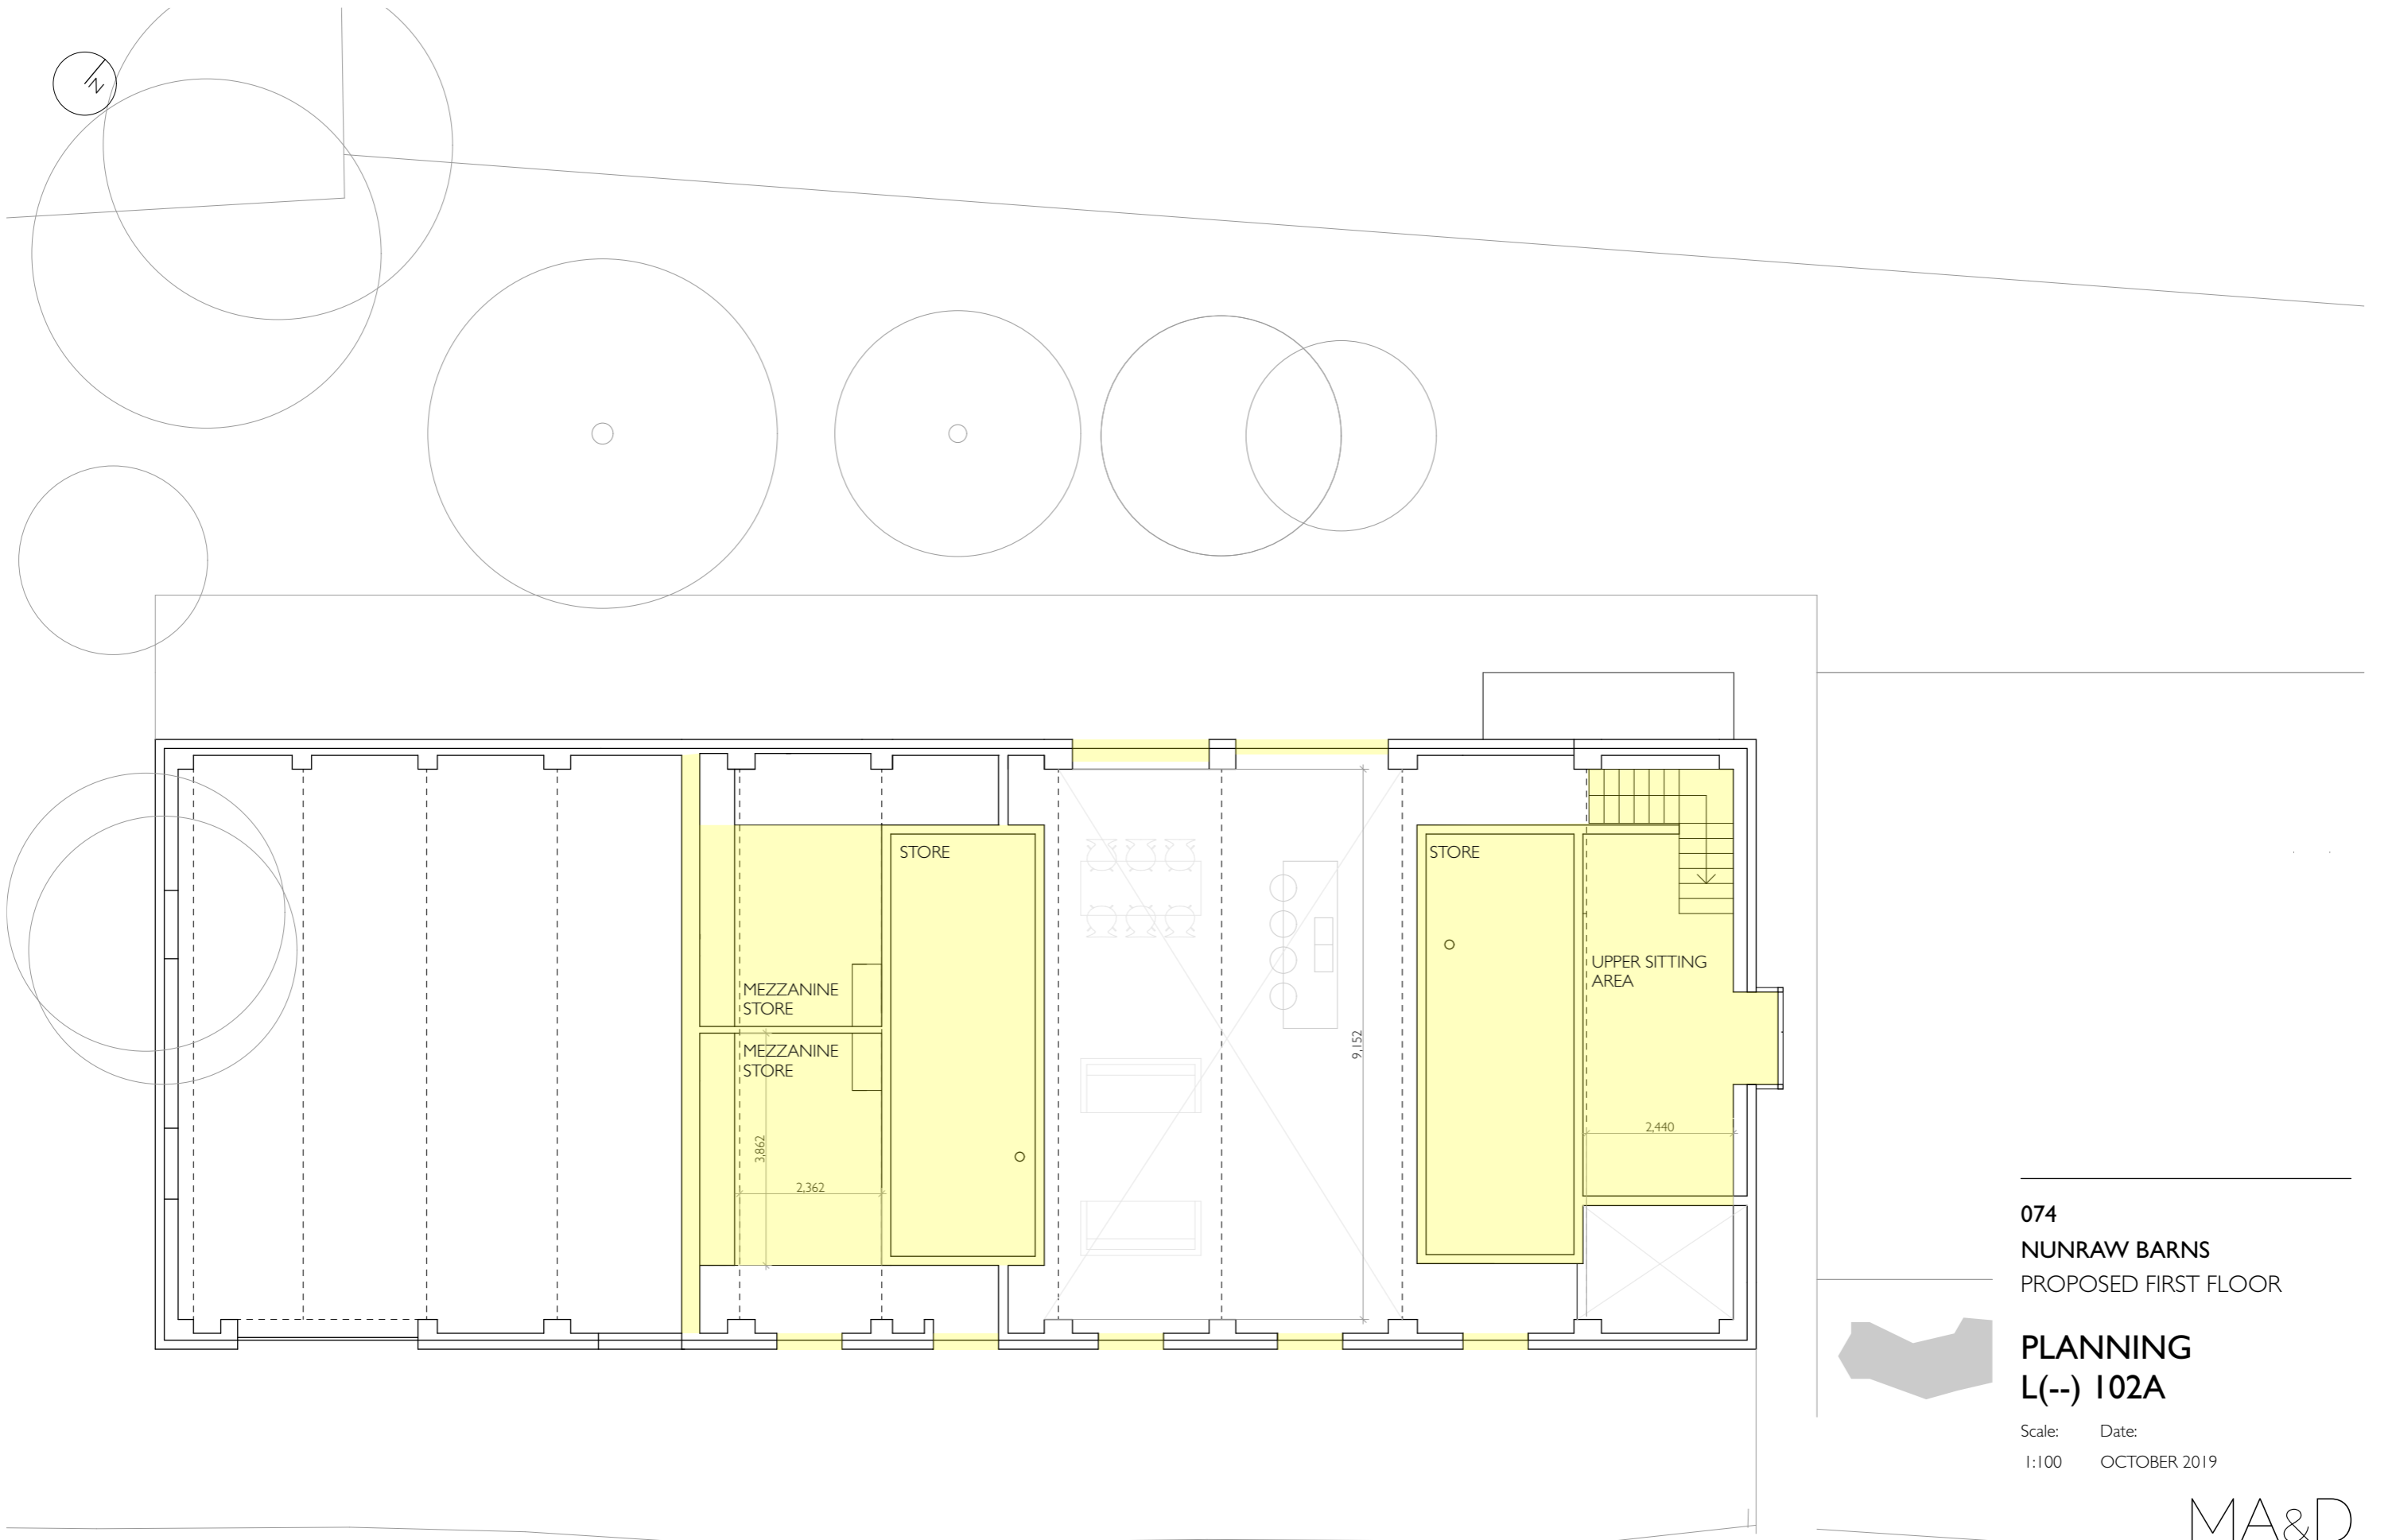 N
STORE
STORE
MEZZANINE
STORE
MEZZANINE
STORE
UPPER SITTING
AREA
9,152
3,862
2,362
2,440
074
NUNRAW BARNS
PROPOSED FIRST FLOOR
PLANNING
L(--) 102A
Scale: Date:
1:100 OCTOBER 2019
MA&D